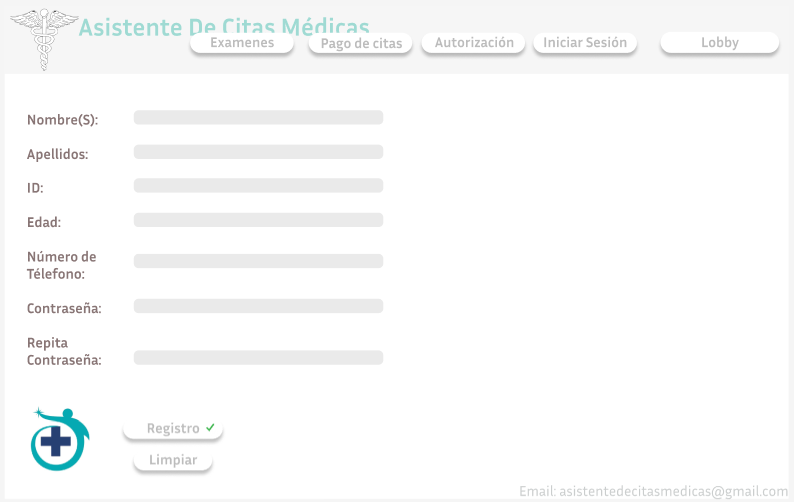 Asistente De Citas Médicas
Examenes
Pago de citas
Autorización
Iniciar Sesión
Lobby
Nombre(S):
Apellidos:
ID:
Edad:
Número de
Télefono:
Contraseña:
Repita
Contraseña:
Registro
Limpiar
Email: asistentedecitasmedicas@gmail.com